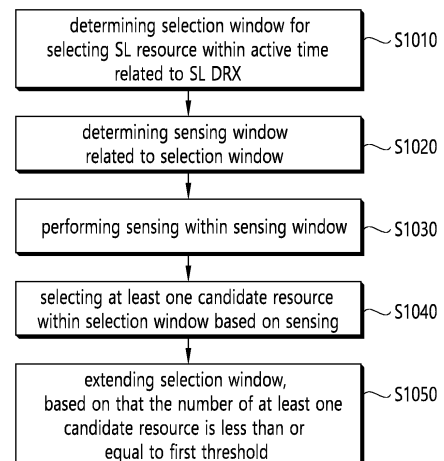 determining selection window for
selecting SL resource within active time
related to SL DRX
S1010
determining sensing window
related to selection window
S1020
performing sensing within sensing window
S1030
selecting at least one candidate resource
within selection window based on sensing
S1040
extending selection window,
based on that the number of at least one
candidate resource is less than or
equal to first threshold
S1050